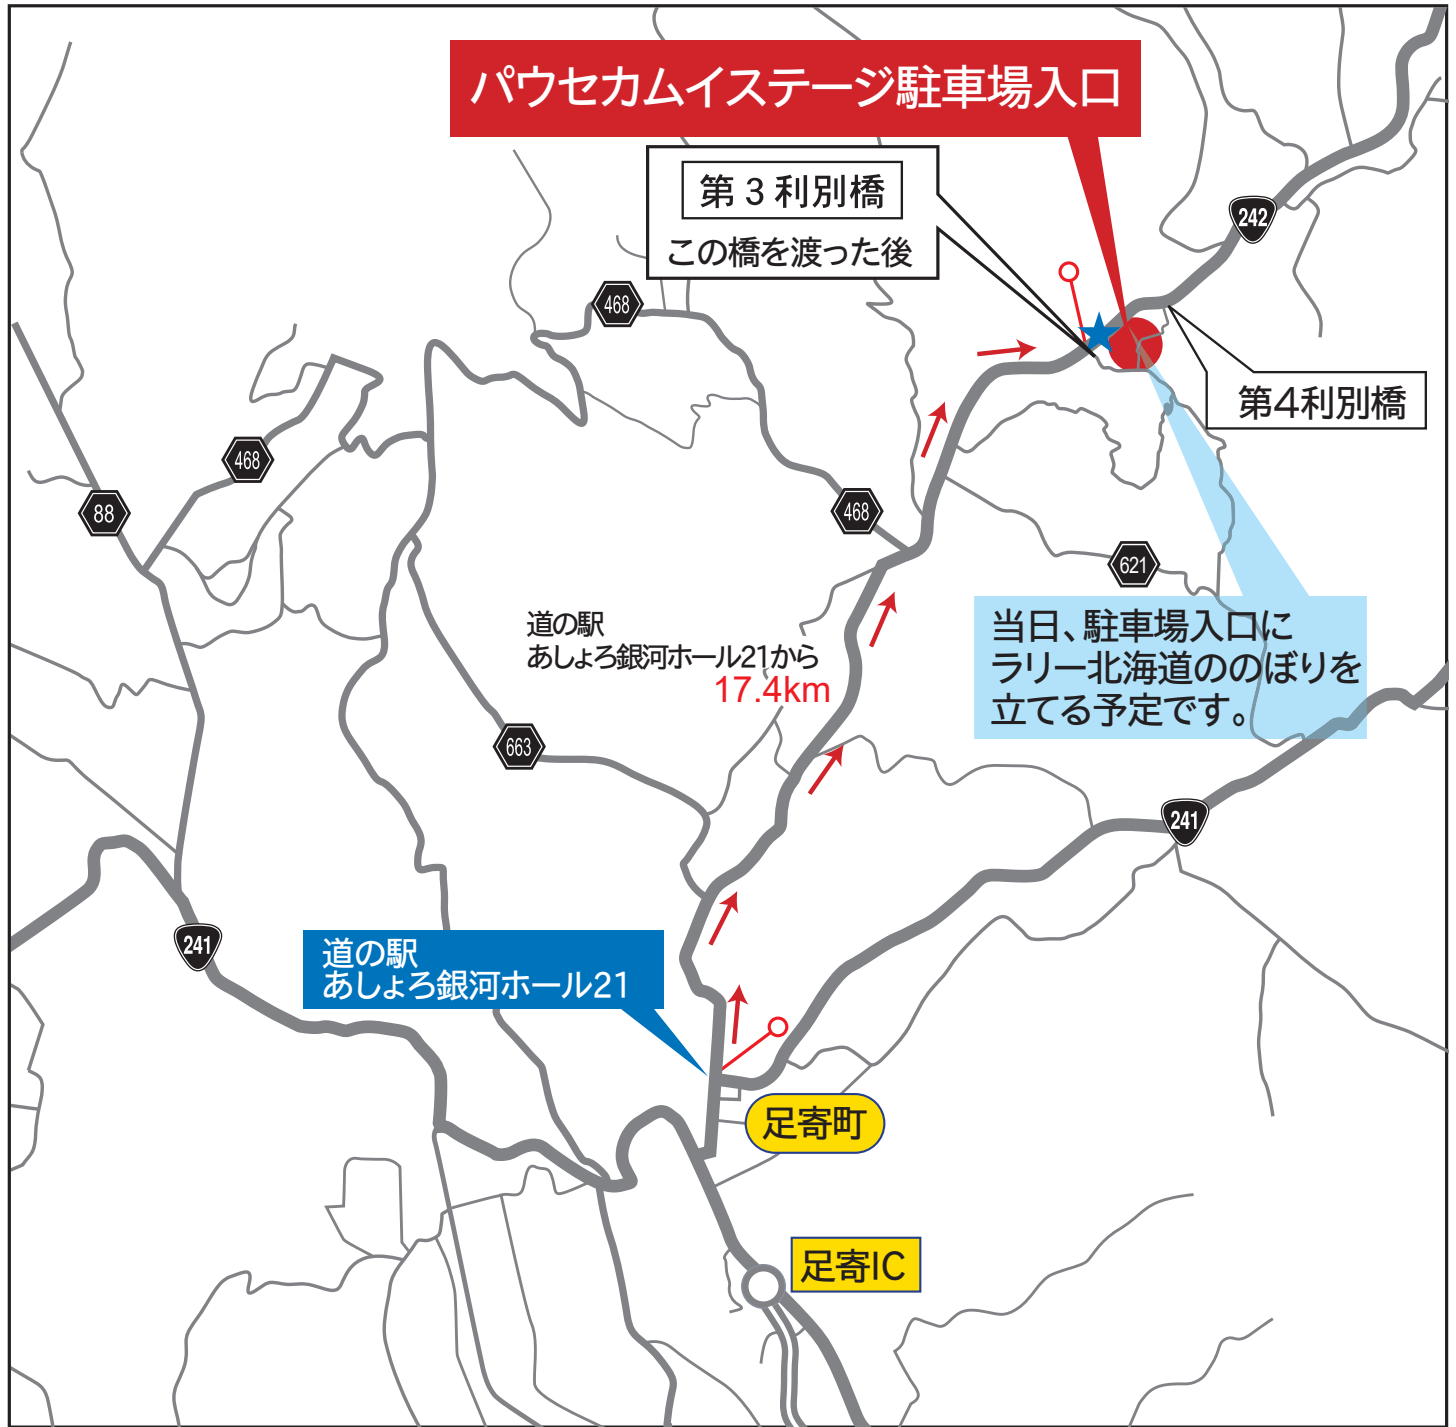 パウセカムイステージ駐車場入口
第3利別橋
この橋を渡った後
242
468
第4利別橋
468
88
468
621
道の駅
あしょろ銀河ホール21から
17.4km
当日、駐車場入口に
ラリー北海道ののぼりを
立てる予定です。
663
241
241
道の駅
あしょろ銀河ホール21
足寄町
足寄IC